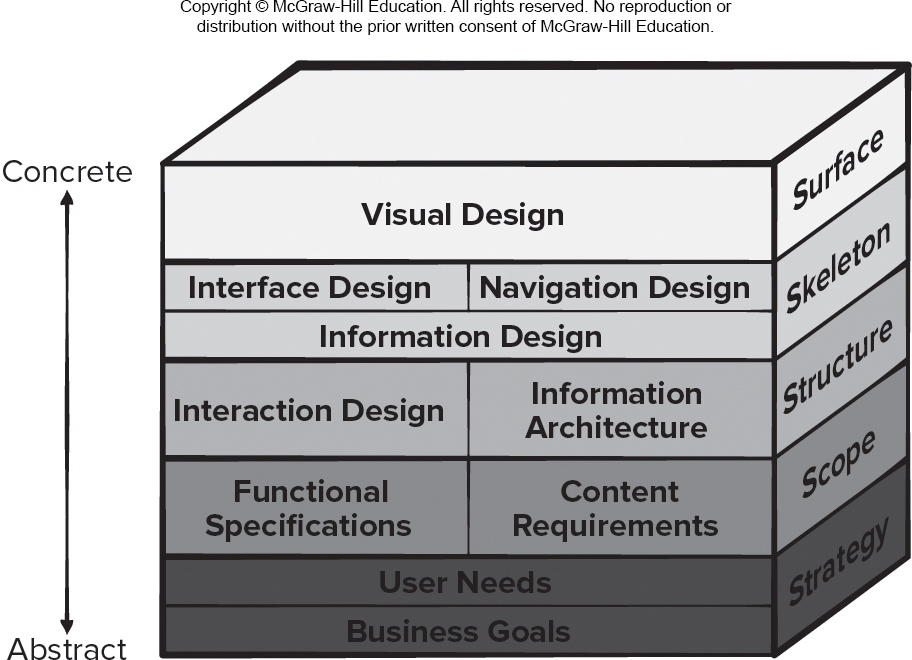 Copyright © McGraw-Hill Education. All rights reserved. No reproduction or
distribution without the prior written consent of McGraw-Hill Education.
Concrete
Visual Design
Surface
Interface Design
Navigation Design
Information Design
Skeleton
Interaction Design
Information
Architecture
Structure
Functional
Specifications
Content
Requirements
Scope
User Needs
Business Goals
Strategy
Abstract